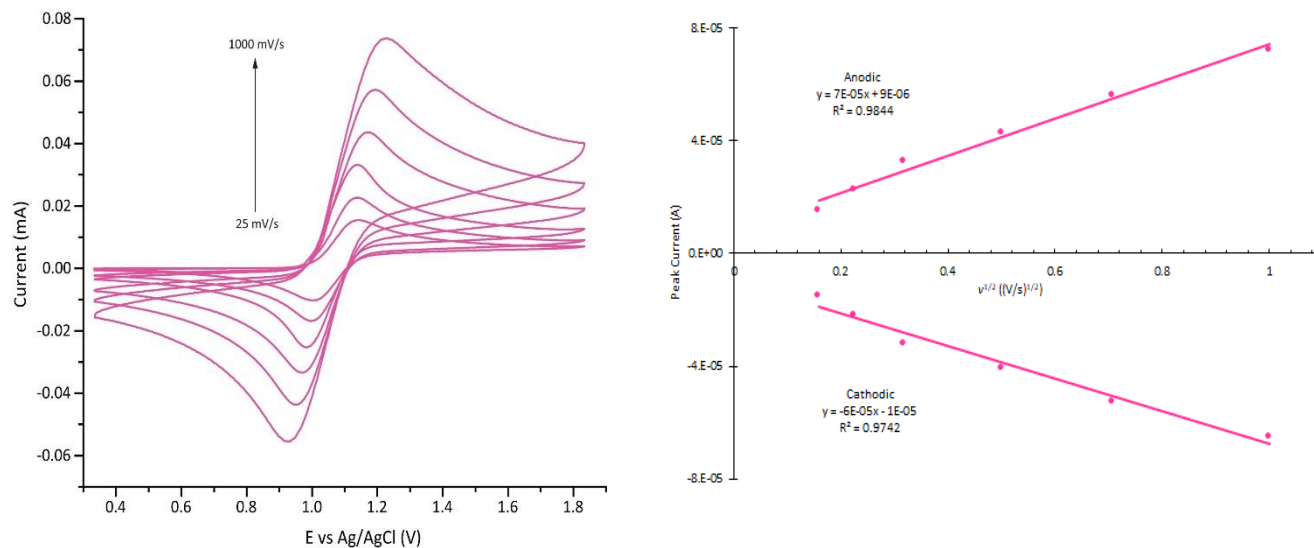 0.08
0.06
0.04
0.02
0.00
-0.02
-0.04
-0.06
Current (mA)
1000 mV/s
25 mV/s
0.4 0.6 0.8 1.0 1.2 1.4 1.6 1.8
E vs Ag/AgCl (V)
8.E-05
4.E-05
0.E+00
-4.E-05
-8.E-05
Peak Current (A)
Anodic
y = 7E-05x + 9E-06
R² = 0.9844
0 0.2 0.4 0.6 0.8 1
v¹ᐟ² ((V/s)¹ᐟ²)
Cathodic
y = -6E-05x - 1E-05
R² = 0.9742